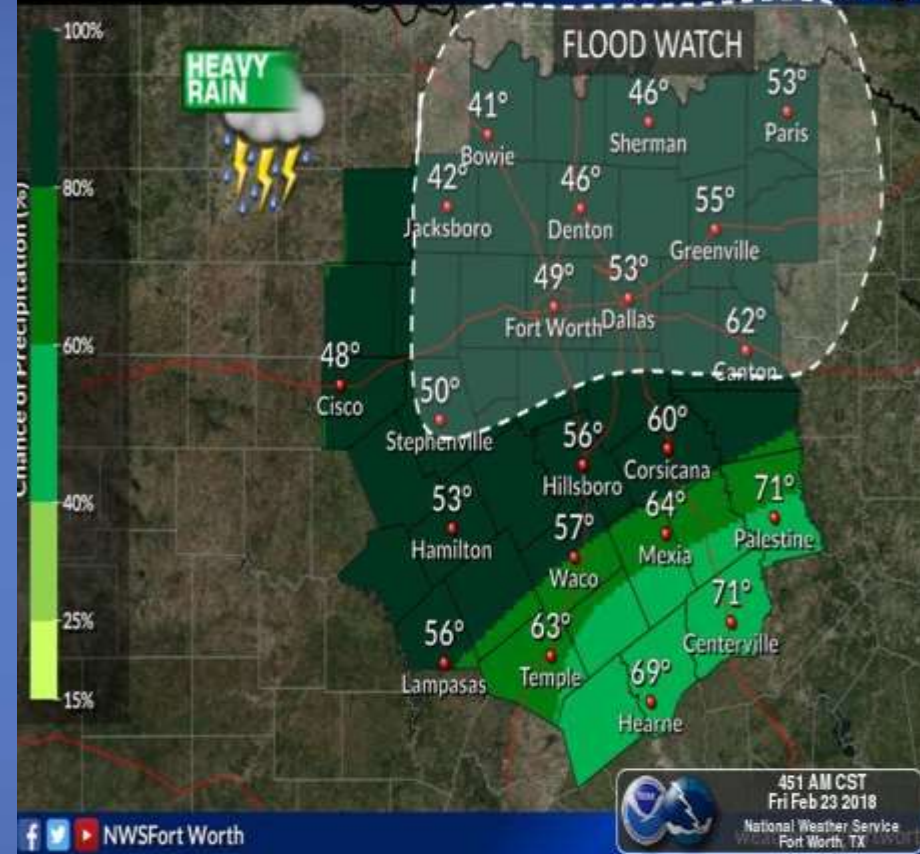 100%
80%
60%
40%
25%
15%
Chance of Precipitation (%)
HEAVY
RAIN
FLOOD WATCH
41°
Bowie
46°
Sherman
53°
Paris
42°
Jacksboro
46°
Denton
55°
Greenville
49°
Fort Worth
53°
Dallas
62°
Canton
48°
Cisco
50°
Stephenville
56°
Hillsboro
60°
Corsicana
53°
Hamilton
57°
Waco
64°
Mexia
71°
Palestine
56°
Lampasas
63°
Temple
71°
Centerville
69°
Hearne
NWSFort Worth
451 AM CST
Fri Feb 23 2018
National Weather Service
Fort Worth, TX